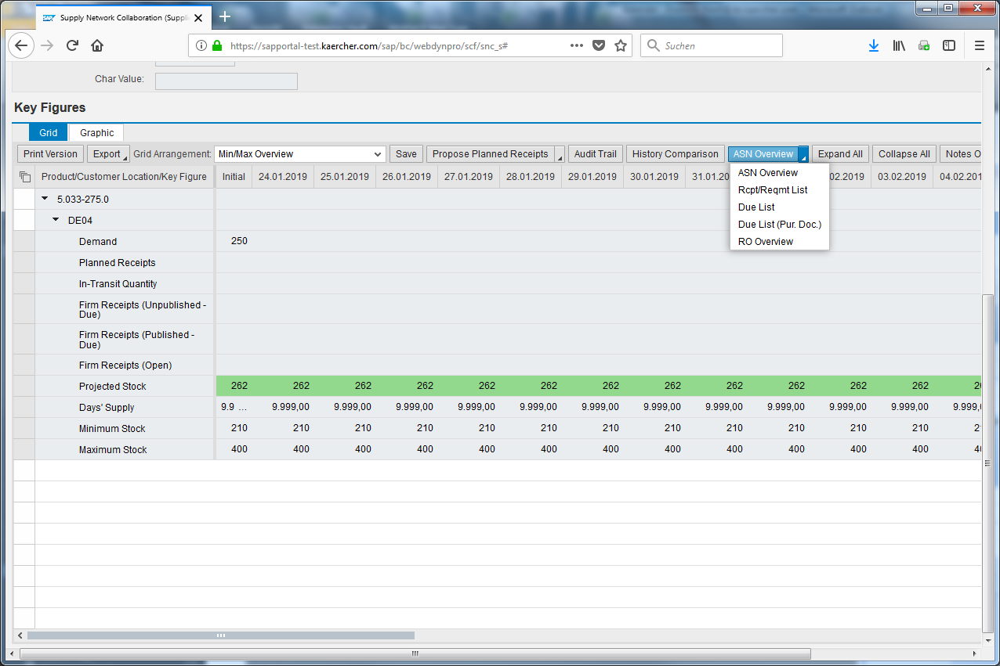 Supply Network Collaboration (Suppl
https://sapportal-test.kaercher.com/sap/bc/webdynpro/scf/snc_s#
Suchen
Char Value:
Key Figures
Grid Graphic
Print Version Export Grid Arrangement: Min/Max Overview Save Propose Planned Receipts Audit Trail History Comparison ASN Overview Expand All Collapse All Notes O
Product/Customer Location/Key Figure Initial 24.01.2019 25.01.2019 26.01.2019 27.01.2019 28.01.2019 29.01.2019 30.01.2019 31.01.20 02.2019 03.02.2019 04.02.201
ASN Overview
Rcpt/Reqmt List
Due List
Due List (Pur. Doc.)
RO Overview
5.033-275.0
DE04
Demand 250
Planned Receipts
In-Transit Quantity
Firm Receipts (Unpublished -
Due)
Firm Receipts (Published -
Due)
Firm Receipts (Open)
Projected Stock 262 262 262 262 262 262 262 262 262 262 262 262 26
Days' Supply 9.9 ... 9.999,00 9.999,00 9.999,00 9.999,00 9.999,00 9.999,00 9.999,00 9.999,00 9.999,00 9.999,00 9.999,00 9.999,
Minimum Stock 210 210 210 210 210 210 210 210 210 210 210 210 21
Maximum Stock 400 400 400 400 400 400 400 400 400 400 400 400 40